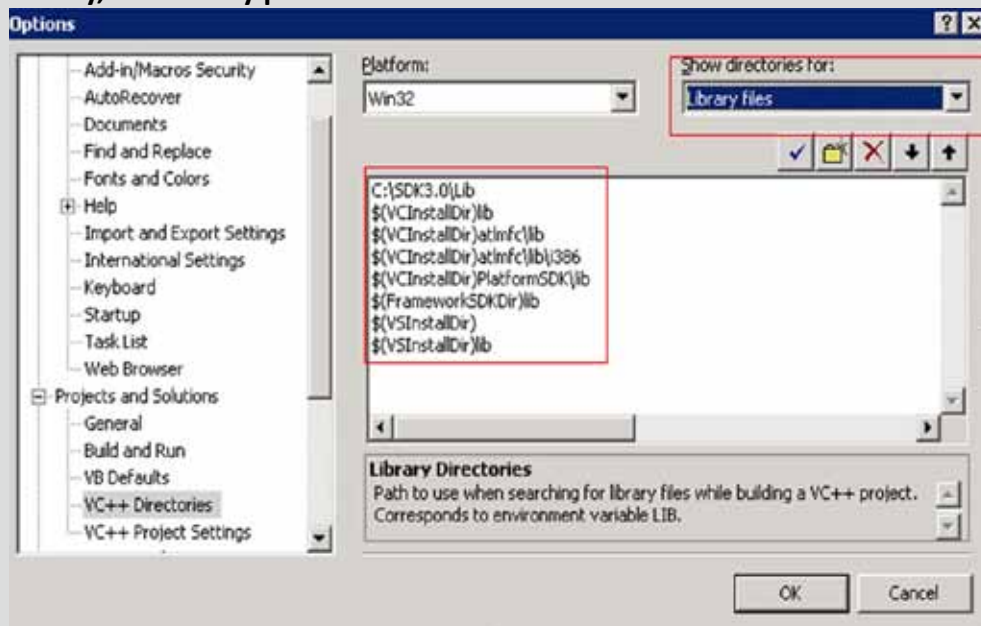 Options
Add-in/Macros Security
AutoRecover
Documents
Find and Replace
Fonts and Colors
Help
Import and Export Settings
International Settings
Keyboard
Startup
Task List
Web Browser
Projects and Solutions
General
Build and Run
VB Defaults
VC++ Directories
VC++ Project Settings
Platform:
Win32
Show directories for:
Library files
C:\SDK3.0\Lib
$(VCInstallDir)lib
$(VCInstallDir)atlmfc\lib
$(VCInstallDir)atlmfc\lib\i386
$(VCInstallDir)PlatformSDK\lib
$(FrameworkSDKDir)lib
$(VSInstallDir)
$(VSInstallDir)lib
Library Directories
Path to use when searching for library files while building a VC++ project.
Corresponds to environment variable LIB.
OK
Cancel